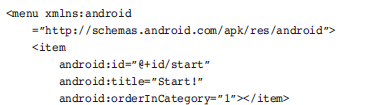 <menu xmlns:android
=”http://schemas.android.com/apk/res/android”>
<item
android:id=”@+id/start”
android:title=”Start!”
android:orderInCategory=”1”></item>